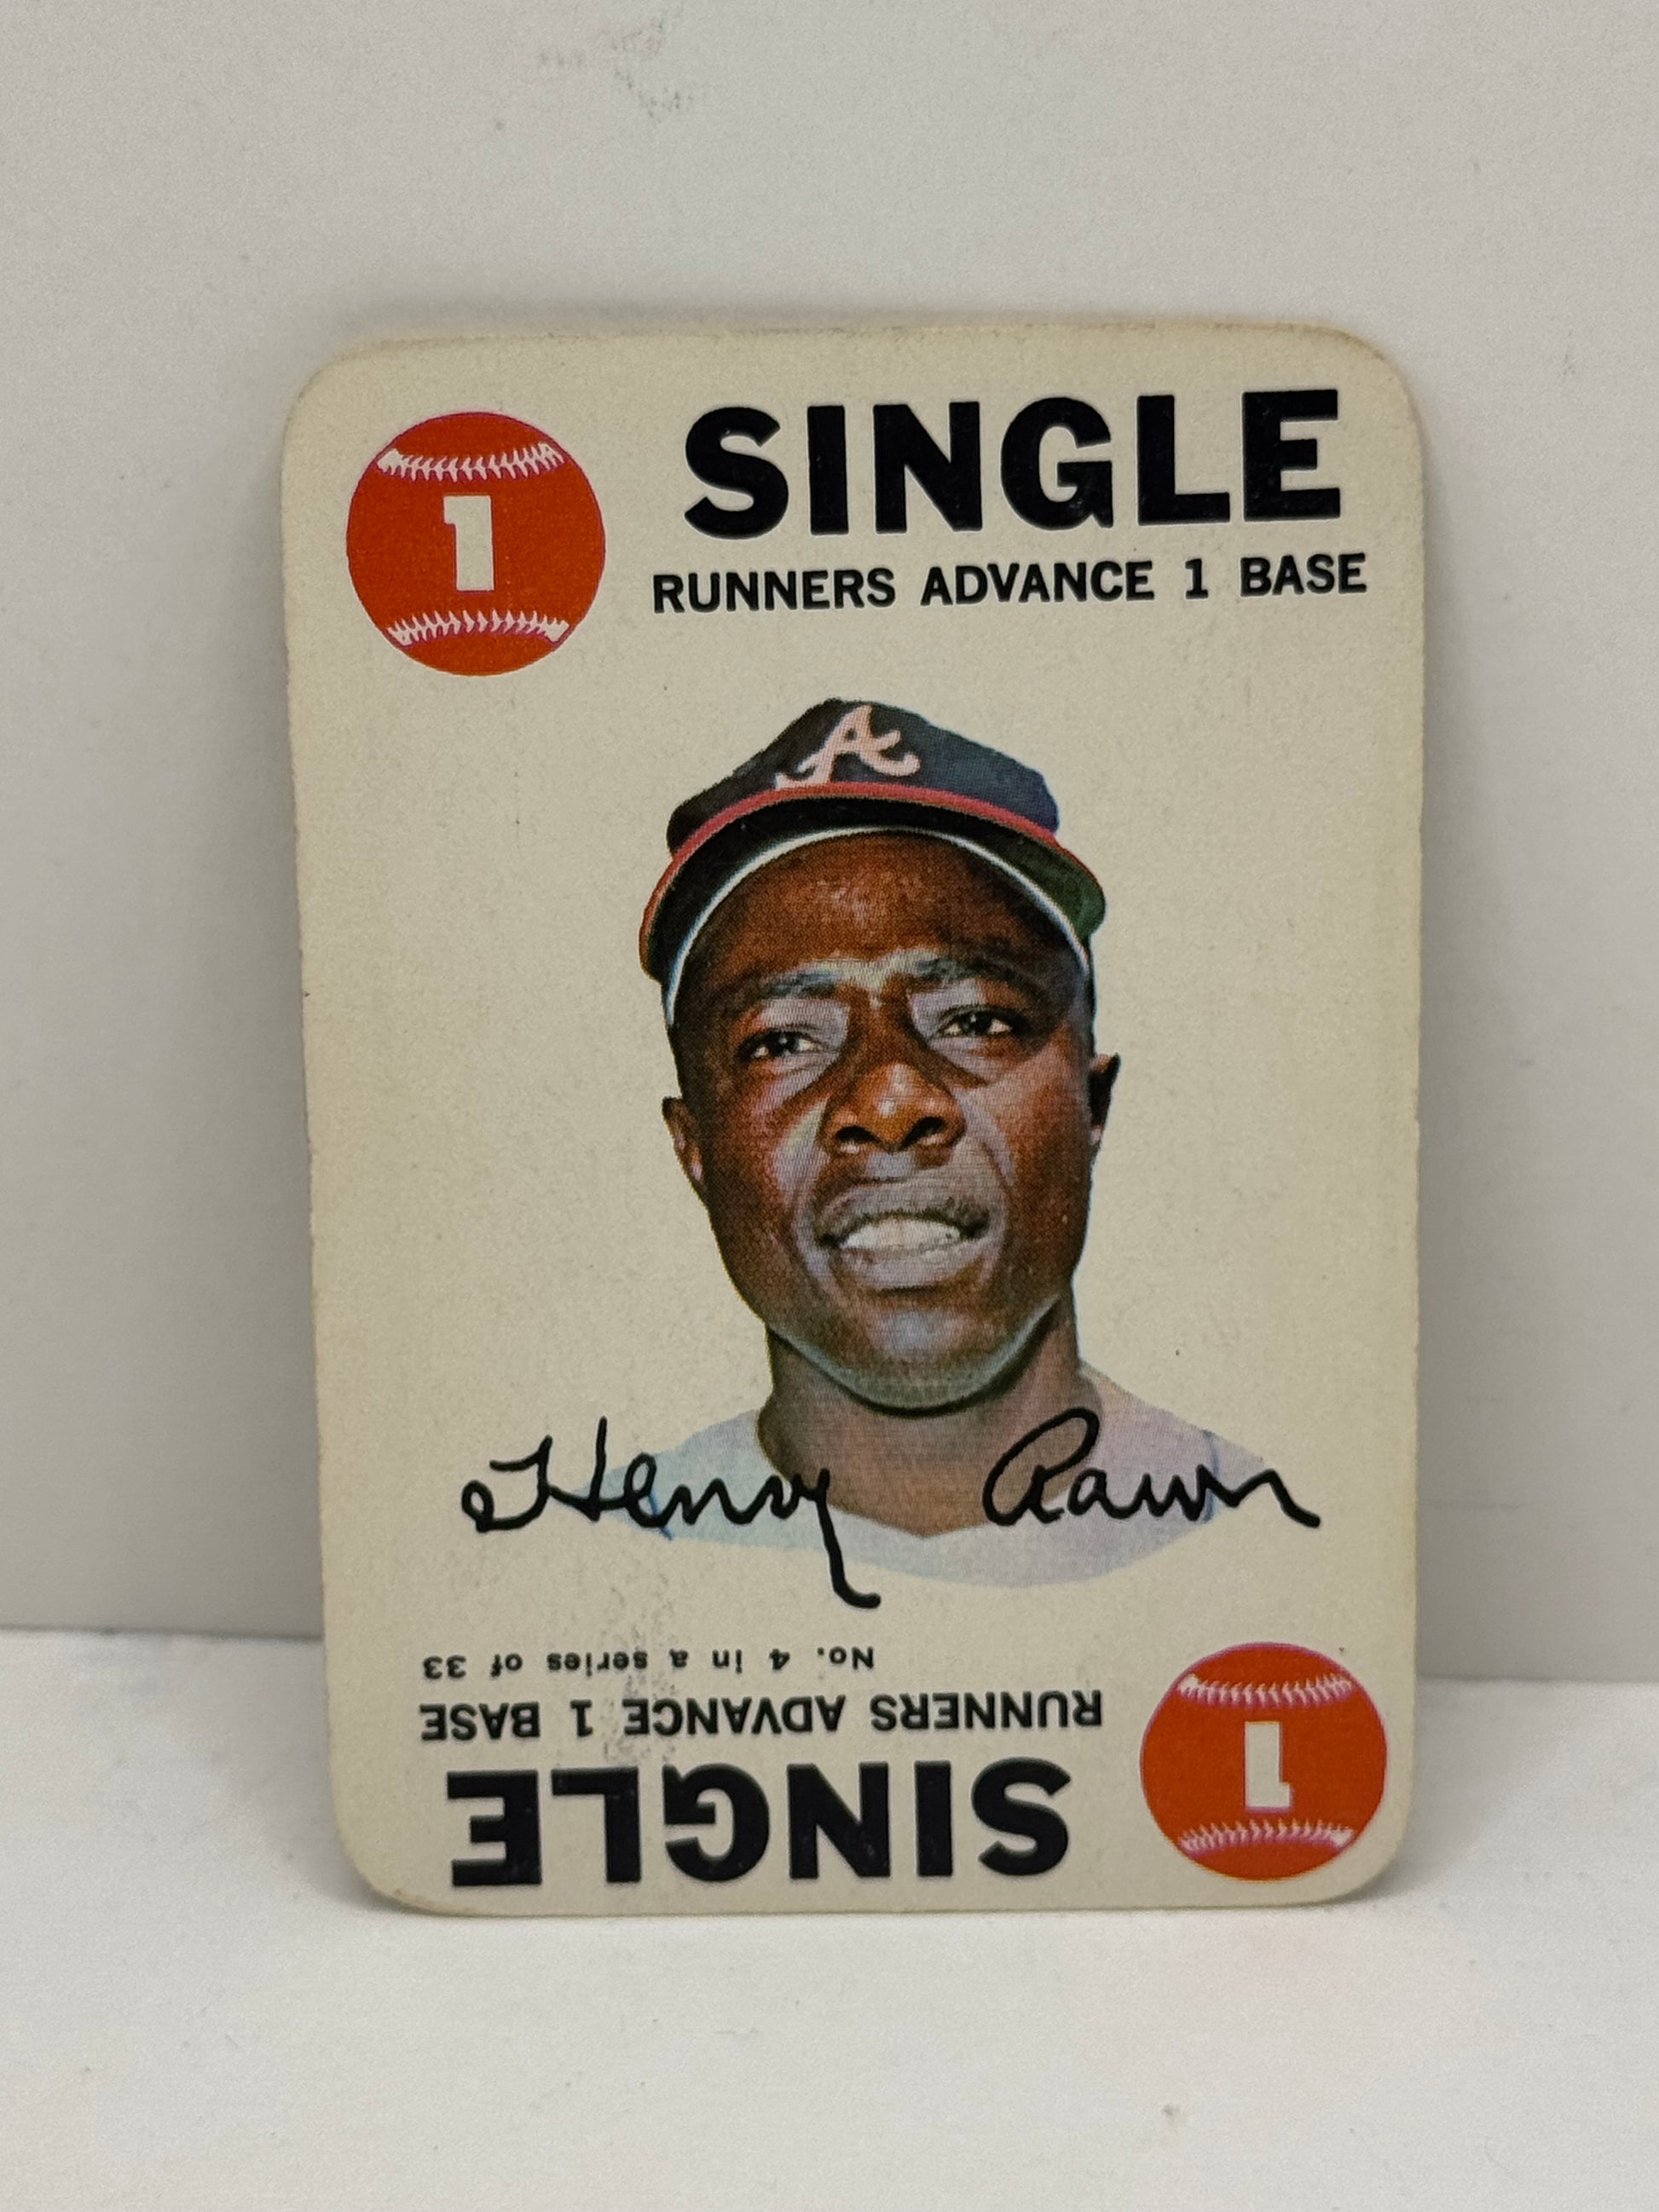 1
SINGLE
RUNNERS ADVANCE 1 BASE
A
Henry Aaron
No. 4 in a series of 33
RUNNERS ADVANCE 1 BASE
SINGLE
1